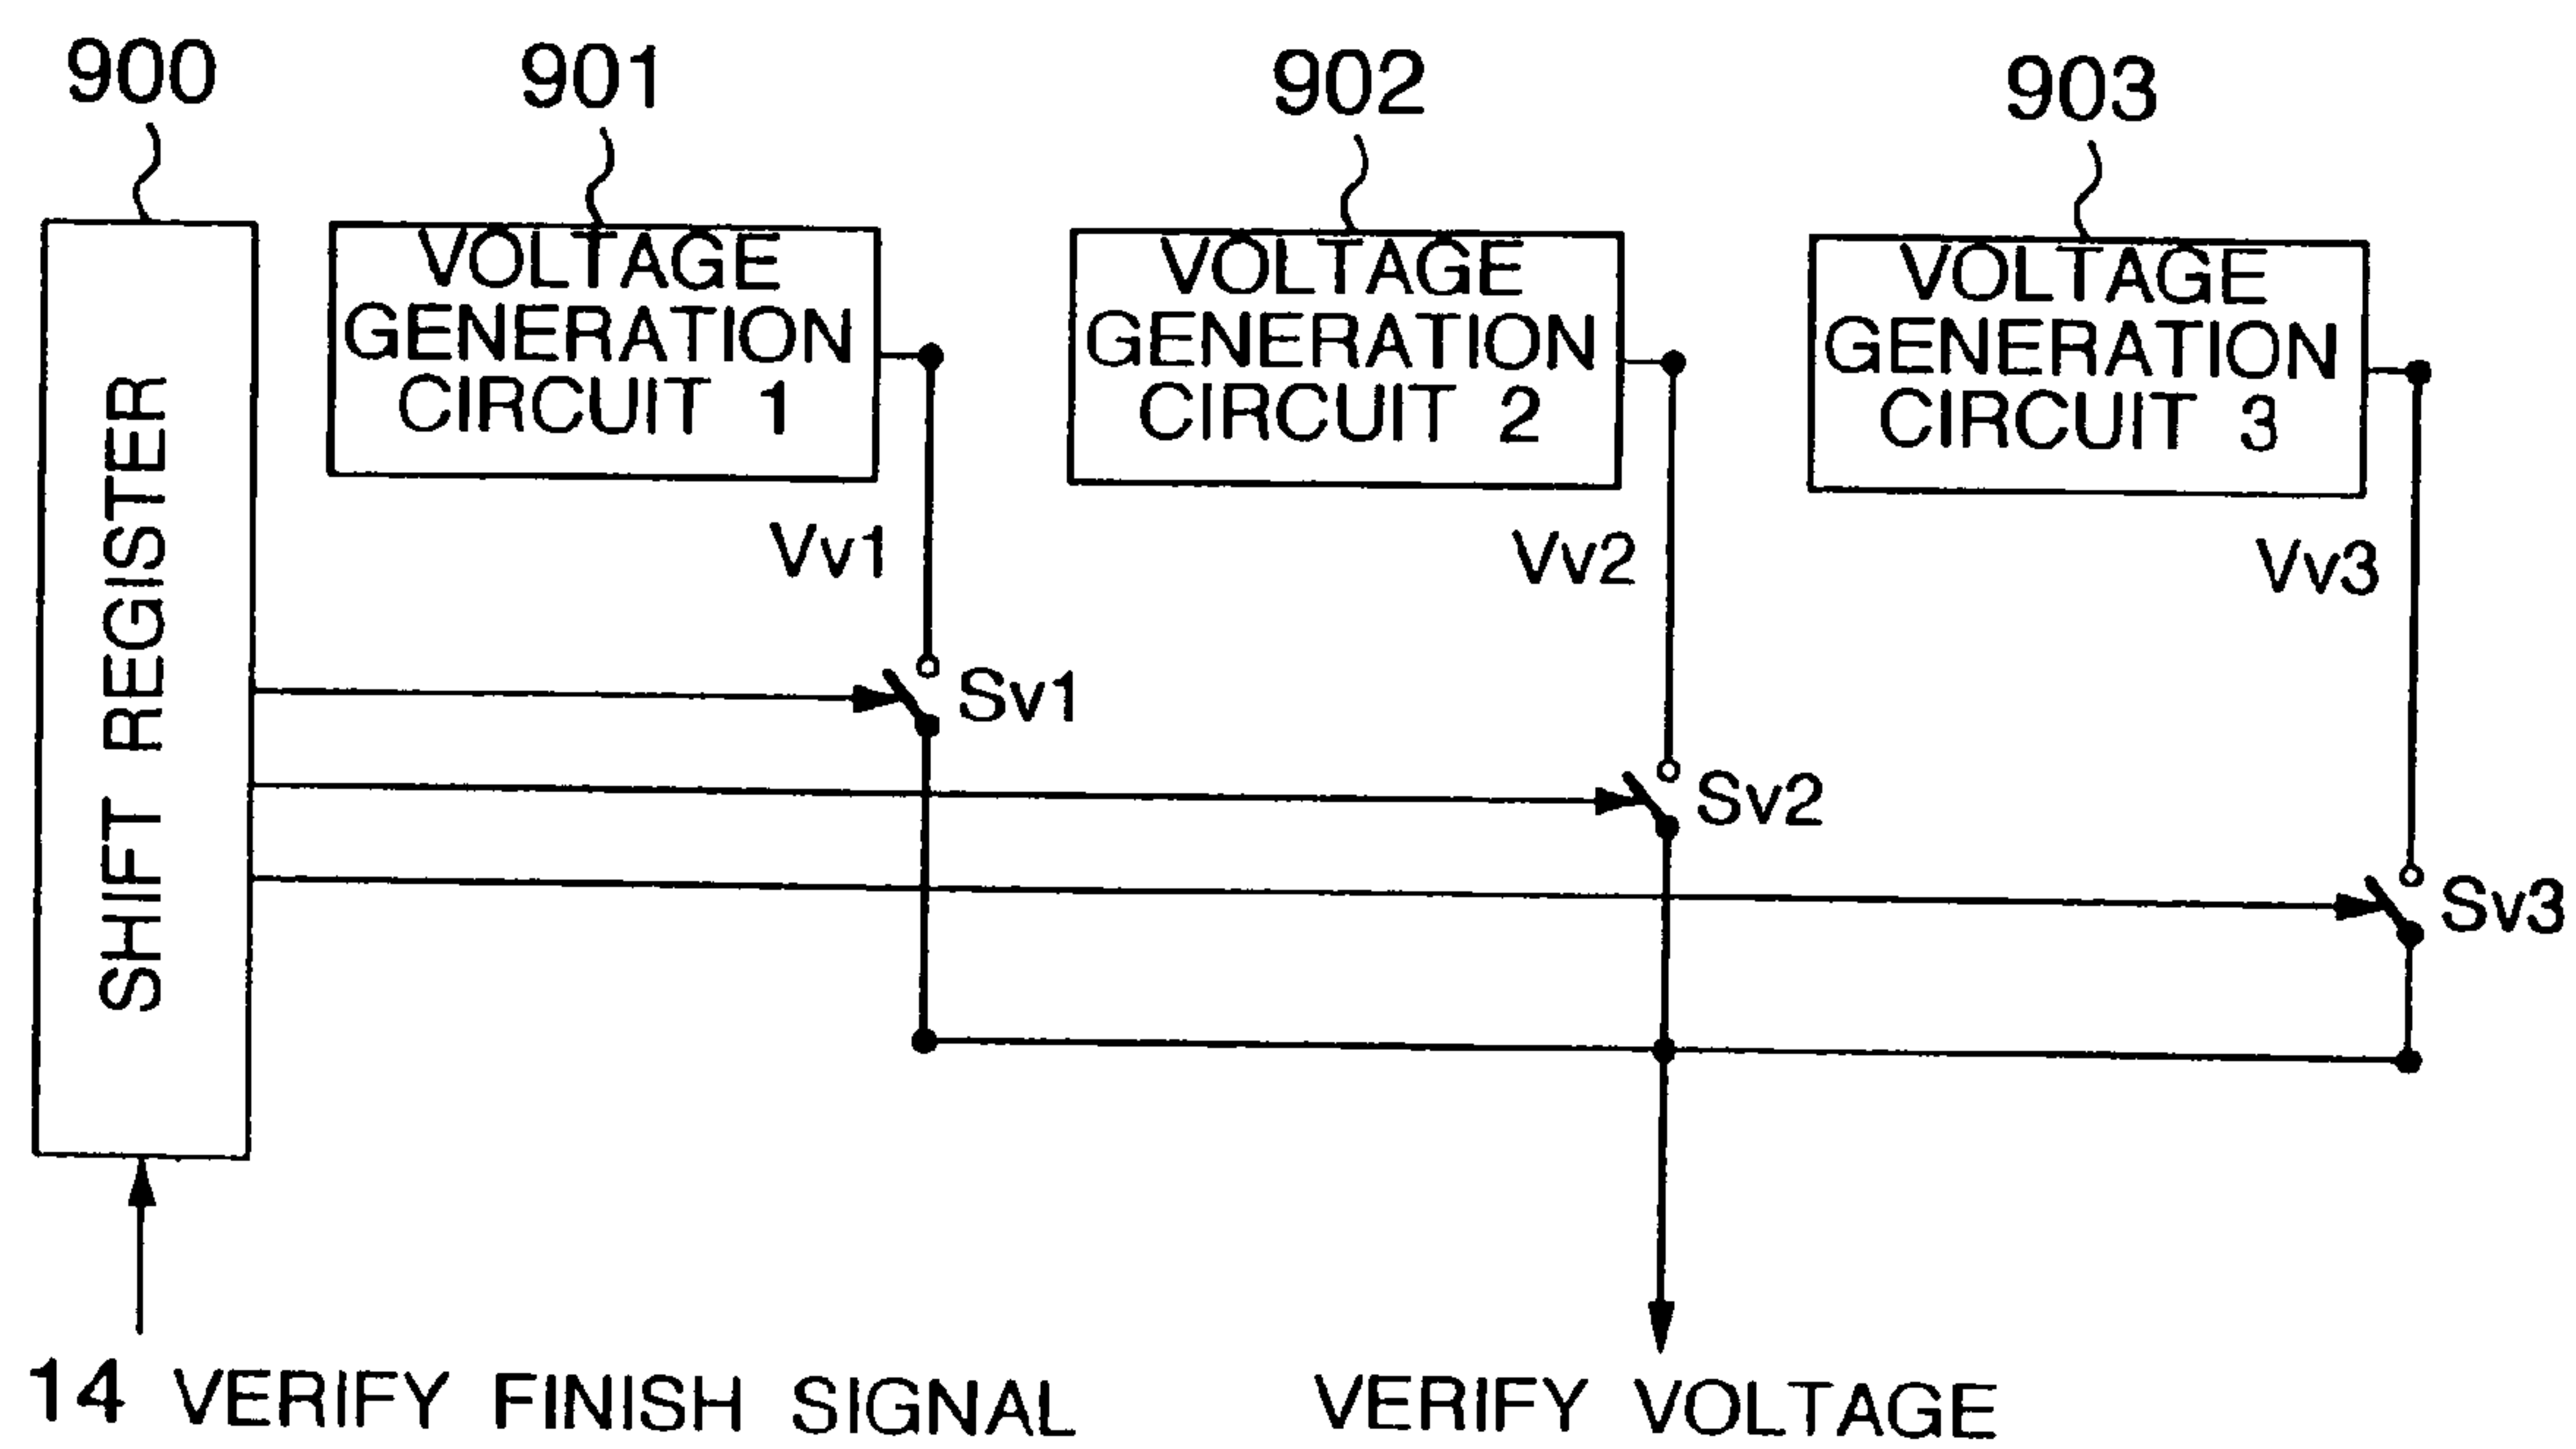 900
901
902
903
SHIFT REGISTER
VOLTAGE
GENERATION
CIRCUIT 1
VOLTAGE
GENERATION
CIRCUIT 2
VOLTAGE
GENERATION
CIRCUIT 3
Vv1
Vv2
Vv3
Sv1
Sv2
Sv3
14 VERIFY FINISH SIGNAL
VERIFY VOLTAGE